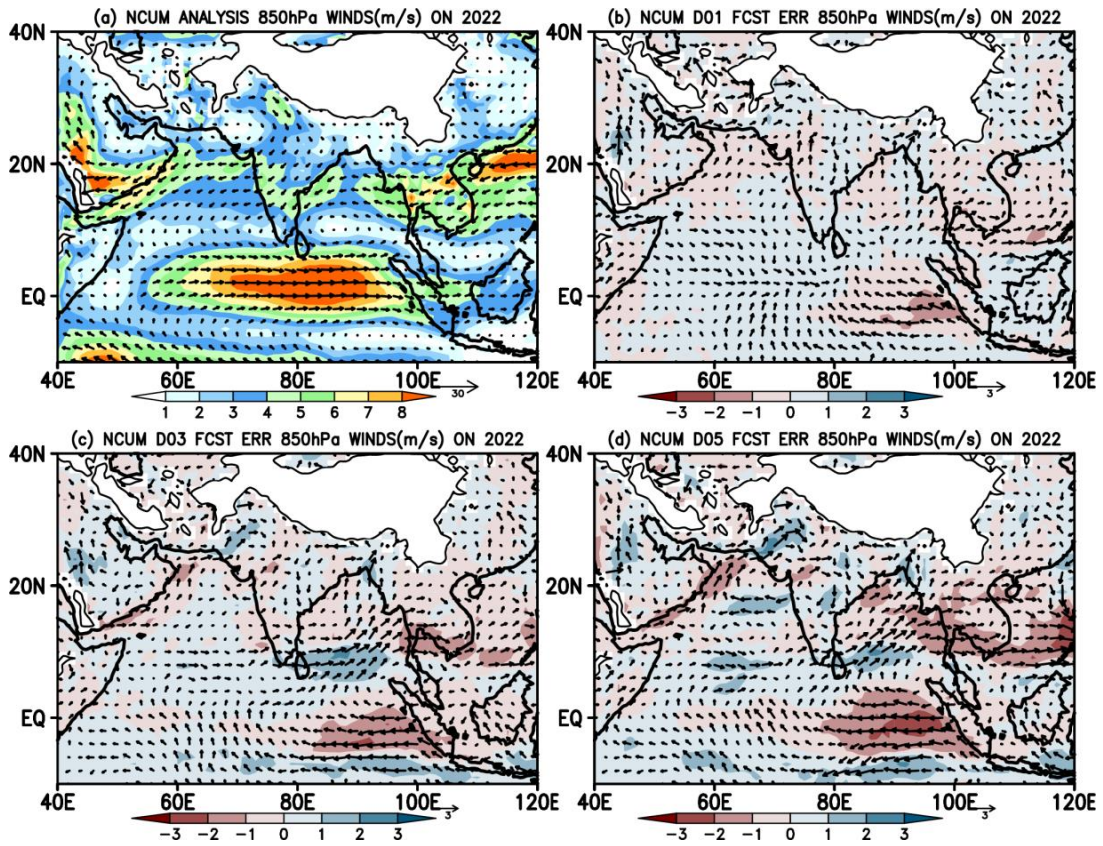 (a) NCUM ANALYSIS 850hPa WINDS(m/s) ON 2022
40N
20N
EQ
40E 60E 80E 100E 120E
30
1 2 3 4 5 6 7 8
(b) NCUM D01 FCST ERR 850hPa WINDS(m/s) ON 2022
40N
20N
EQ
40E 60E 80E 100E 120E
3
−3 −2 −1 0 1 2 3
(c) NCUM D03 FCST ERR 850hPa WINDS(m/s) ON 2022
40N
20N
EQ
40E 60E 80E 100E 120E
3
−3 −2 −1 0 1 2 3
(d) NCUM D05 FCST ERR 850hPa WINDS(m/s) ON 2022
40N
20N
EQ
40E 60E 80E 100E 120E
3
−3 −2 −1 0 1 2 3